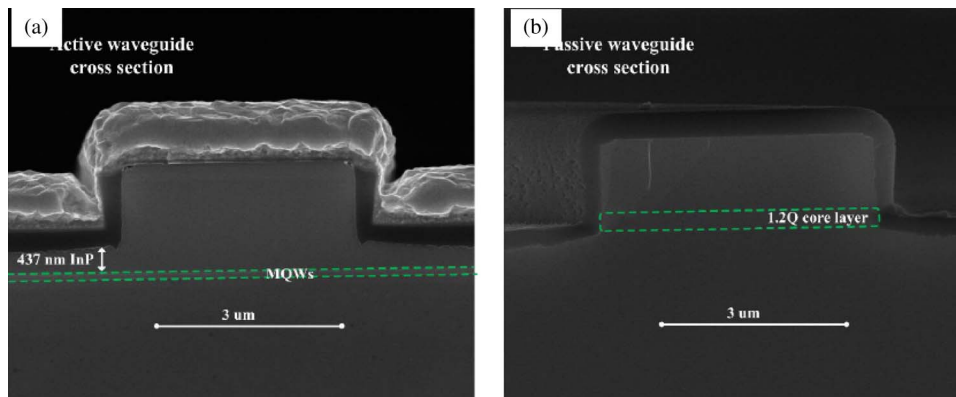 (a)
Active waveguide
cross section
437 nm InP
MQWs
3 um
(b)
Passive waveguide
cross section
1.2Q core layer
3 um